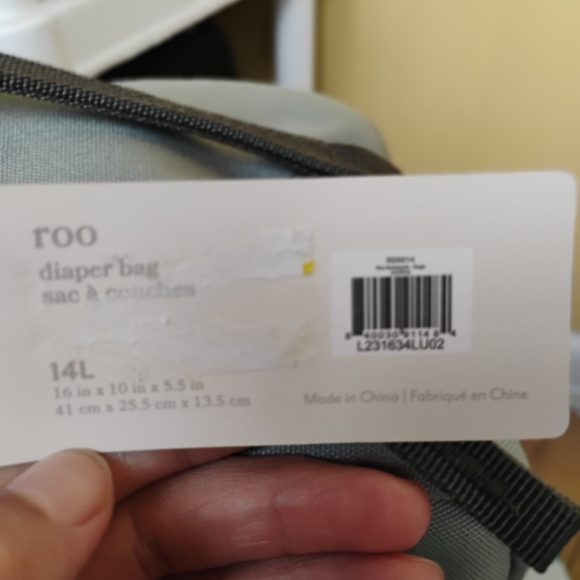 roo
diaper bag
sac à couches
14L
16 in x 10 in x 5.5 in
41 cm x 25.5 cm x 13.5 cm
L231634LU02
Made in China | Fabriqué en Chine